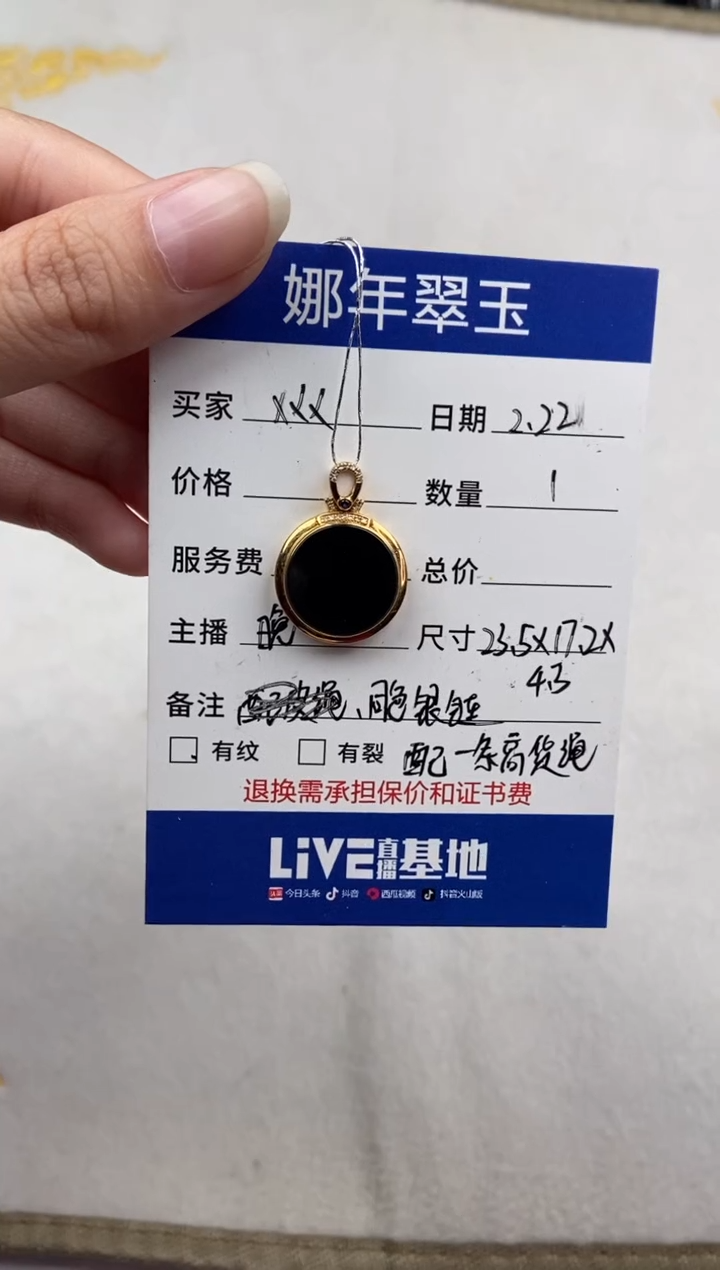 娜年翠玉
买家 xxx 日期 2.22
价格 数量 1
服务费 总价
主播 晚 尺寸 23.5X17.2X
4.3
备注 银链
有纹 有裂 配一条高货绳
退换需承担保价和证书费
LiVE直播基地
头条 今日头条 抖音 西瓜视频 抖音火山版